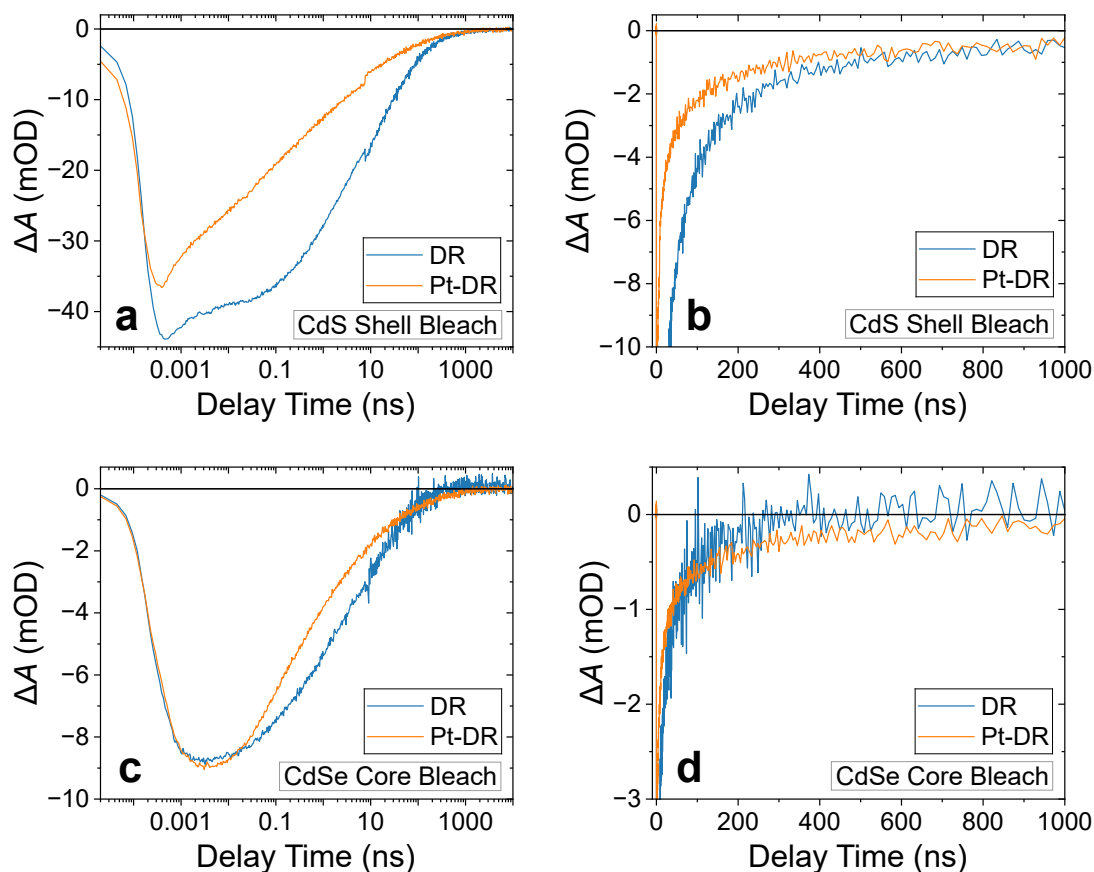 0
-10
-20
-30
-40
ΔA (mOD)
DR
Pt-DR
a
CdS Shell Bleach
0.001 0.1 10 1000
Delay Time (ns)
0
-2
-4
-6
-8
-10
ΔA (mOD)
DR
Pt-DR
b
CdS Shell Bleach
0 200 400 600 800 1000
Delay Time (ns)
0
-2
-4
-6
-8
-10
ΔA (mOD)
DR
Pt-DR
c
CdSe Core Bleach
0.001 0.1 10 1000
Delay Time (ns)
0
-1
-2
-3
ΔA (mOD)
DR
Pt-DR
d
CdSe Core Bleach
0 200 400 600 800 1000
Delay Time (ns)